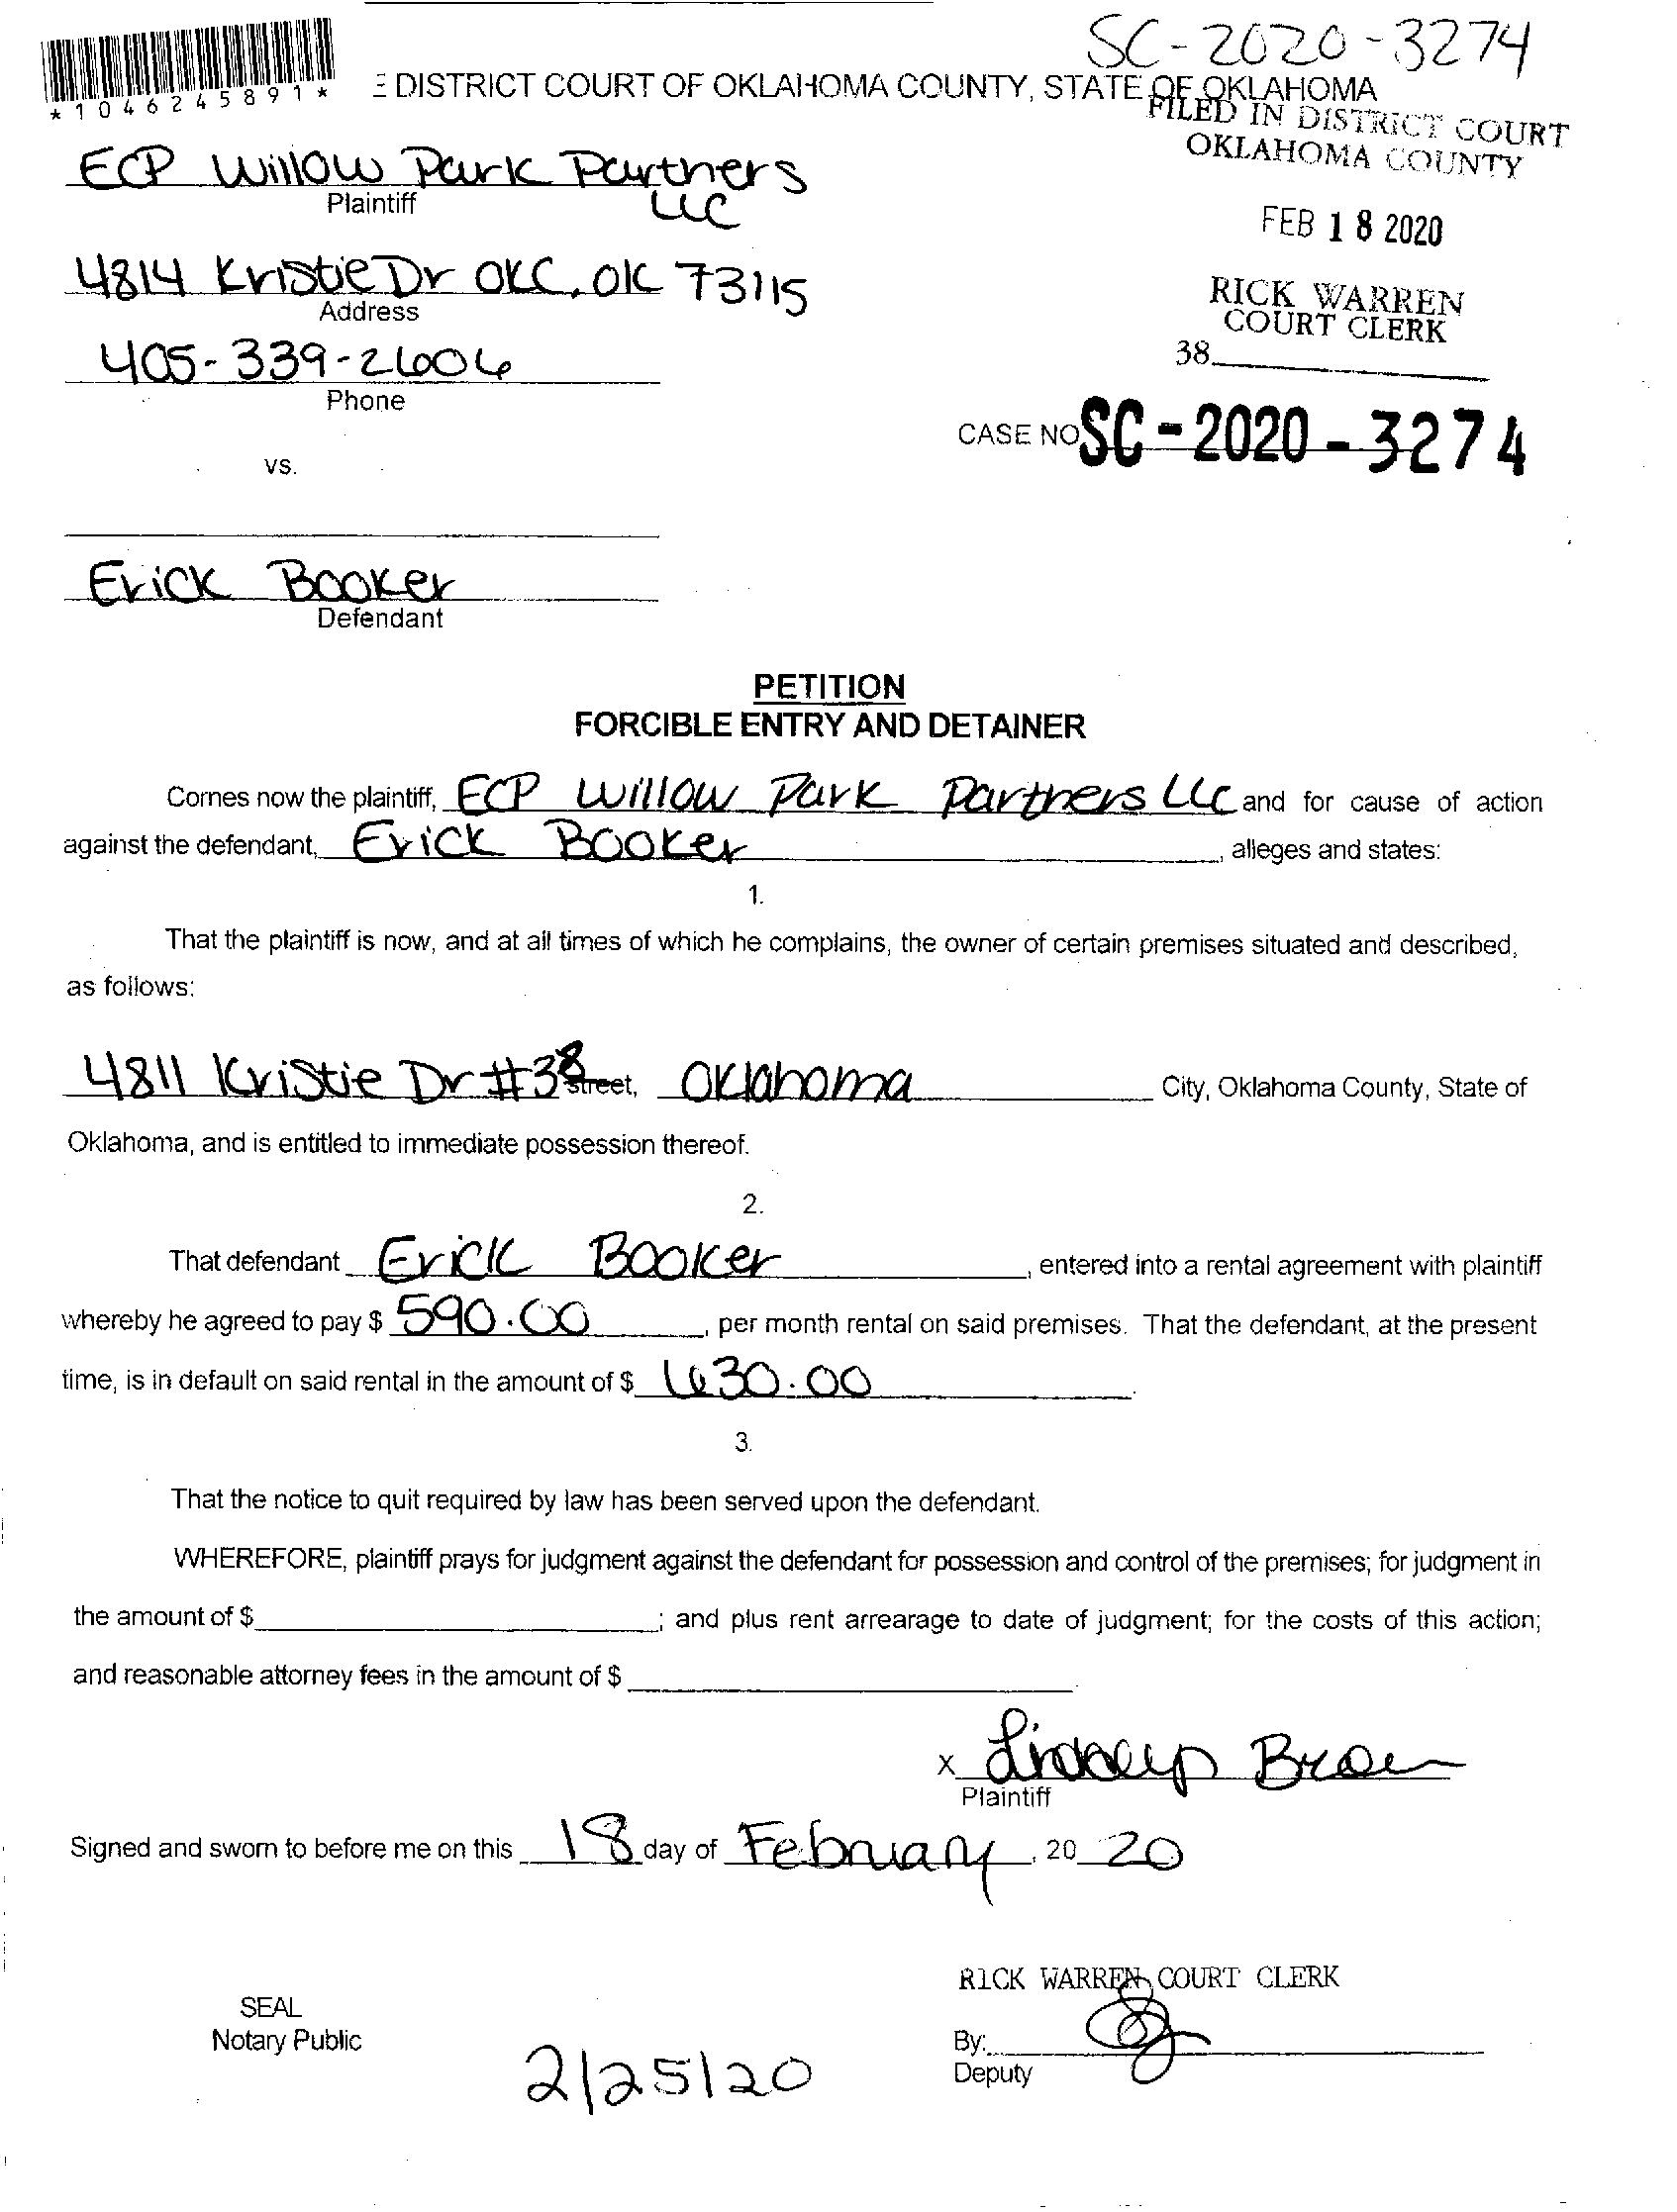 SC-2020-3274
*1046245891*
E DISTRICT COURT OF OKLAHOMA COUNTY, STATE OF OKLAHOMA
FILED IN DISTRICT COURT
OKLAHOMA COUNTY
ECP Willow Park Partners
LLC
Plaintiff
FEB 18 2020
4814 Kristie Dr OKC, OK 73115
Address
RICK WARREN
COURT CLERK
38
405-339-2606
Phone
CASE NO SC-2020-3274
vs.
Erick Booker
Defendant
PETITION
FORCIBLE ENTRY AND DETAINER
Comes now the plaintiff, ECP Willow Park Partners LLC and for cause of action
against the defendant, Erick Booker, alleges and states:
1.
That the plaintiff is now, and at all times of which he complains, the owner of certain premises situated and described,
as follows:
4811 Kristie Dr #38 street, Oklahoma City, Oklahoma County, State of
Oklahoma, and is entitled to immediate possession thereof.
2.
That defendant Erick Booker, entered into a rental agreement with plaintiff
whereby he agreed to pay $ 590.00, per month rental on said premises. That the defendant, at the present
time, is in default on said rental in the amount of $ 630.00.
3.
That the notice to quit required by law has been served upon the defendant.
WHEREFORE, plaintiff prays for judgment against the defendant for possession and control of the premises; for judgment in
the amount of $ ; and plus rent arrearage to date of judgment; for the costs of this action;
and reasonable attorney fees in the amount of $
x Lindsey Brown
Plaintiff
Signed and sworn to before me on this 18 day of February, 20 20
RICK WARREN, COURT CLERK
SEAL
Notary Public
By:
Deputy
2/25/20